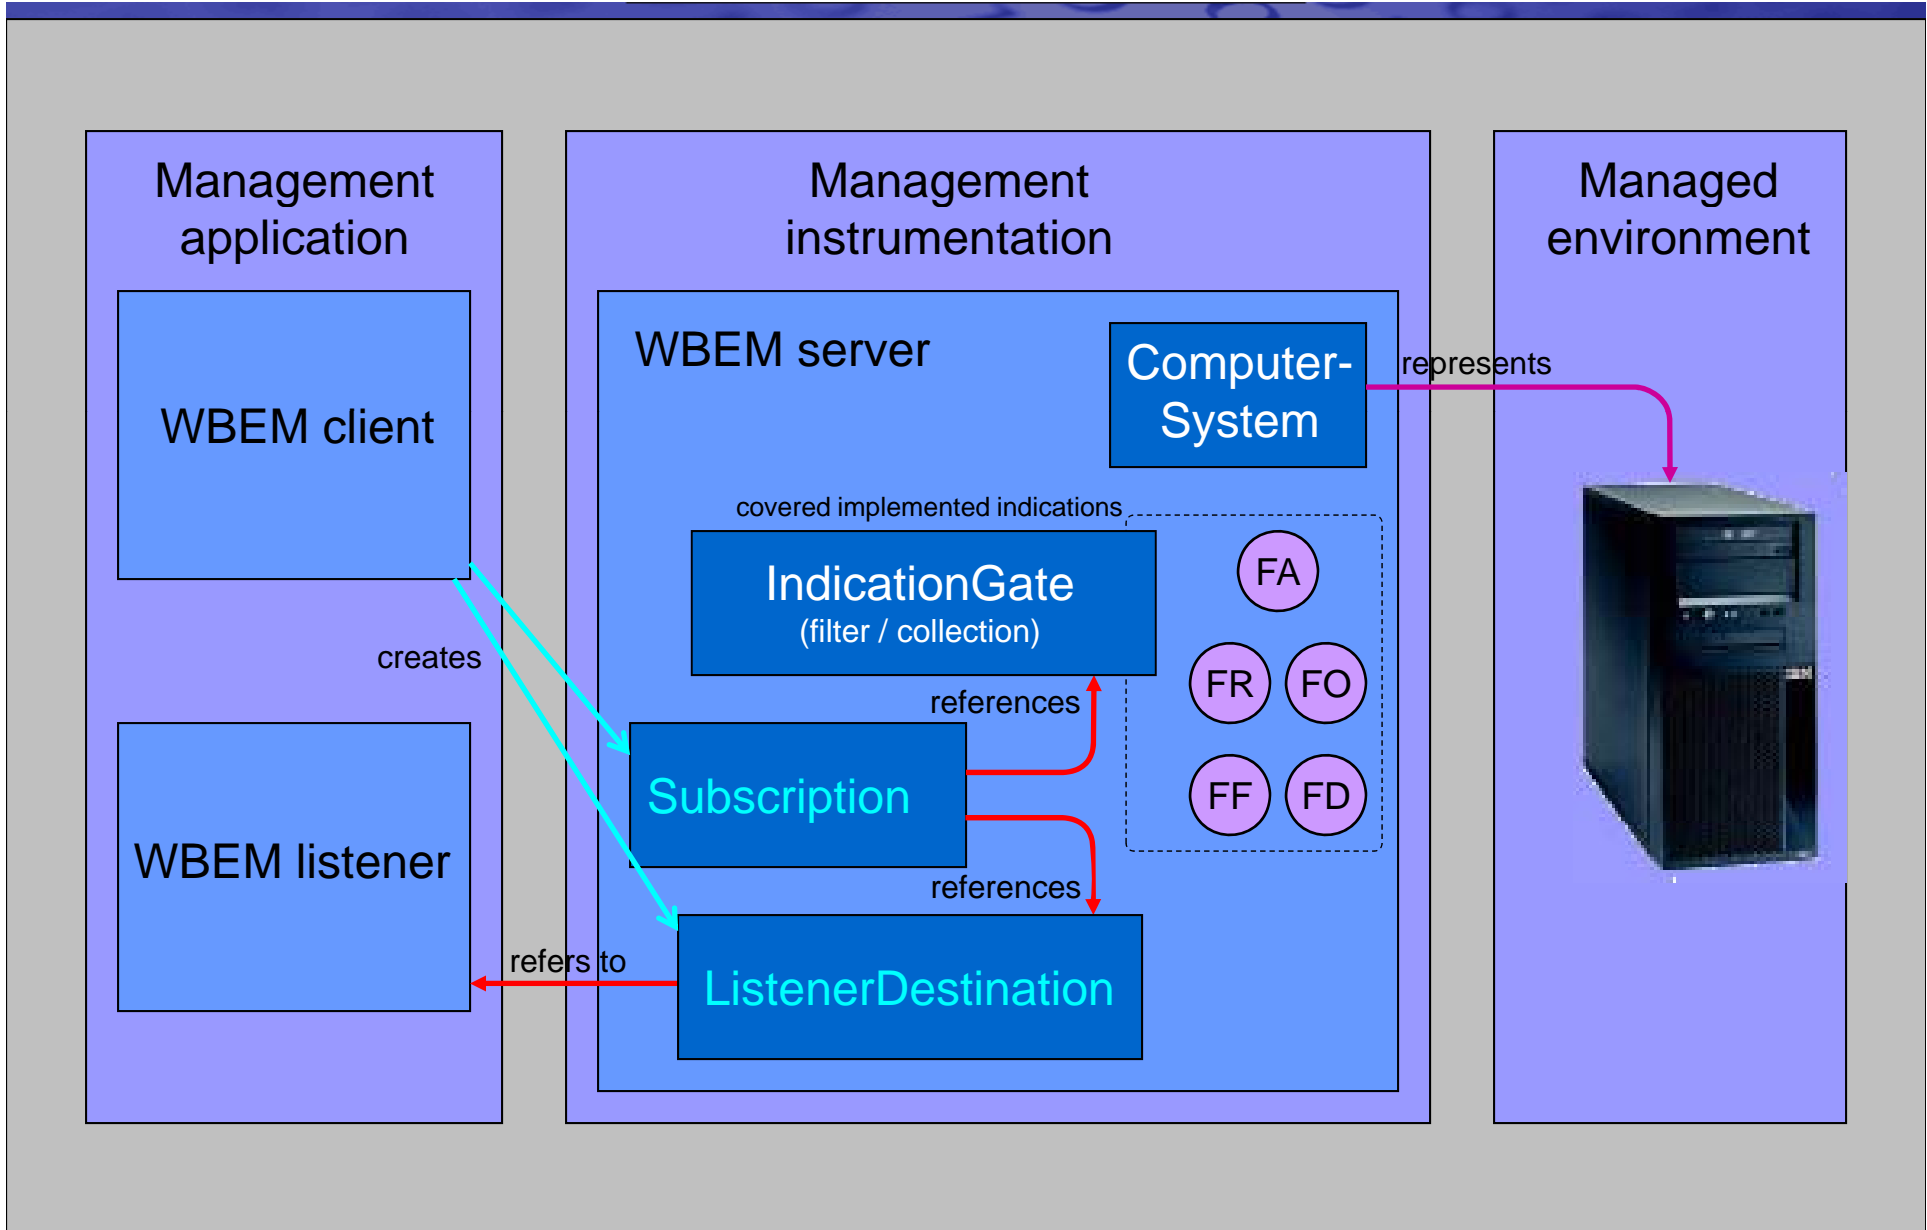 Management
application
WBEM client
creates
WBEM listener
Management
instrumentation
WBEM server
Computer-
System
represents
covered implemented indications
IndicationGate
(filter / collection)
FA
FR FO
FF FD
references
Subscription
references
refers to
ListenerDestination
Managed
environment